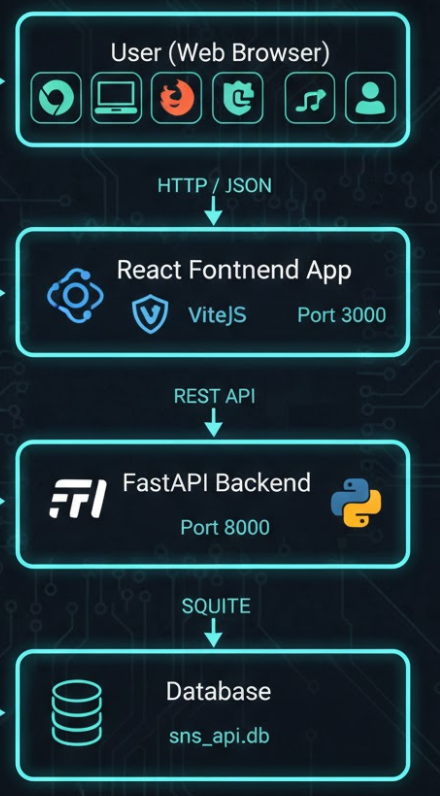 User (Web Browser)
HTTP / JSON
React Fontnend App
ViteJS Port 3000
REST API
FastAPI Backend
Port 8000
SQUITE
Database
sns_api.db